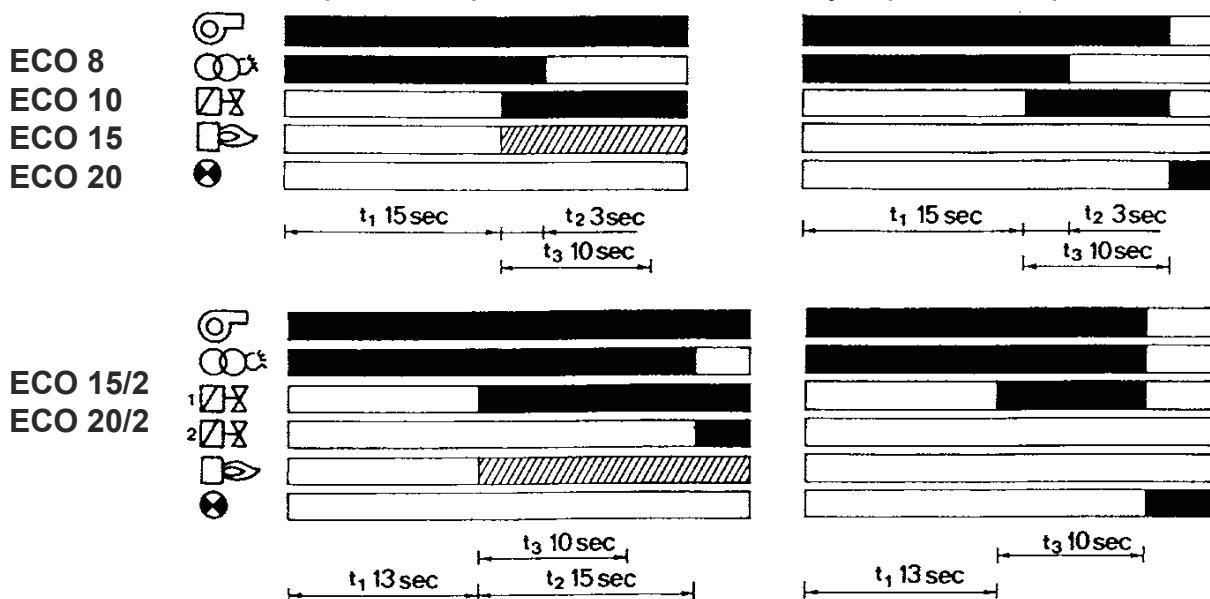 ECO 8
ECO 10
ECO 15
ECO 20
t₁ 15 sec
t₂ 3 sec
t₃ 10 sec
t₁ 15 sec
t₂ 3 sec
t₃ 10 sec
ECO 15/2
ECO 20/2
1
2
t₃ 10 sec
t₁ 13 sec
t₂ 15 sec
t₃ 10 sec
t₁ 13 sec